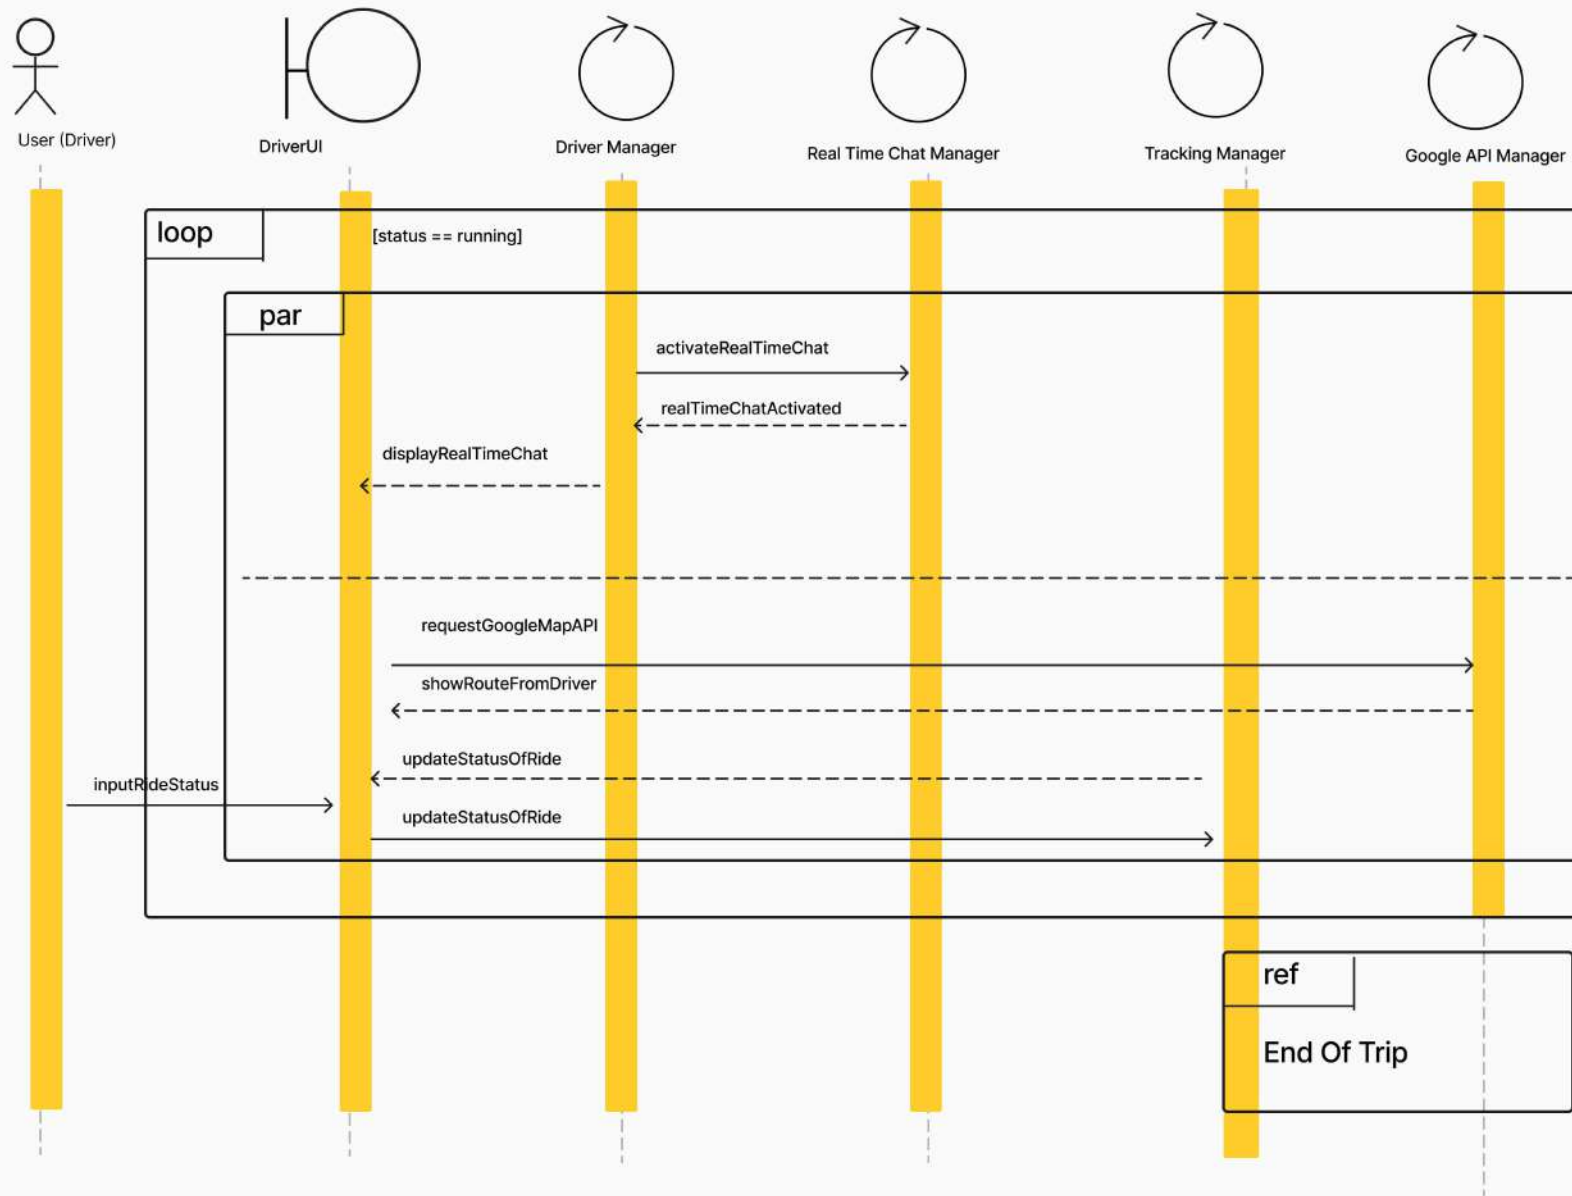 User (Driver)
DriverUI
Driver Manager
Real Time Chat Manager
Tracking Manager
Google API Manager
loop
[status == running]
par
activateRealTimeChat
realTimeChatActivated
displayRealTimeChat
requestGoogleMapAPI
showRouteFromDriver
updateStatusOfRide
inputRideStatus
updateStatusOfRide
ref
End Of Trip